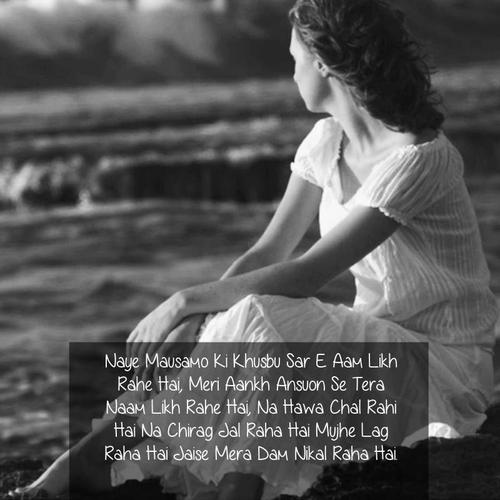 Naye Mausamo Ki Khusbu Sar E Aam Likh
Rahe Hai, Meri Aankh Ansuon Se Tera
Naam Likh Rahe Hai, Na Hawa Chal Rahi
Hai Na Chirag Jal Raha Hai Mujhe Lag
Raha Hai Jaise Mera Dam Nikal Raha Hai.